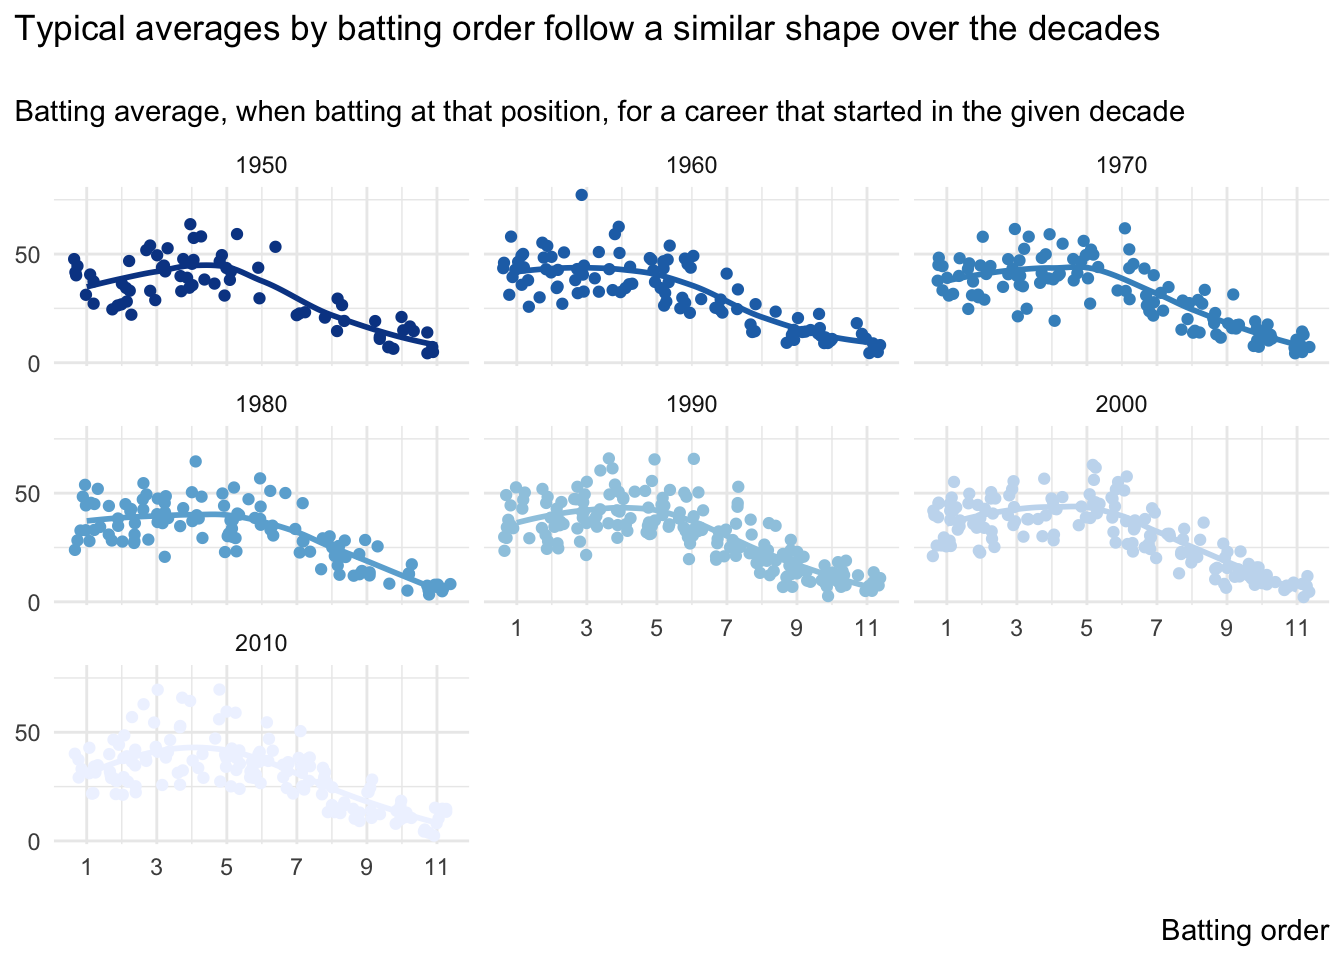 Typical averages by batting order follow a similar shape over the decades
Batting average, when batting at that position, for a career that started in the given decade
1950 1960 1970
50
0
1980 1990 2000
50
0
1 3 5 7 9 11 1 3 5 7 9 11
2010
50
0
1 3 5 7 9 11
Batting order